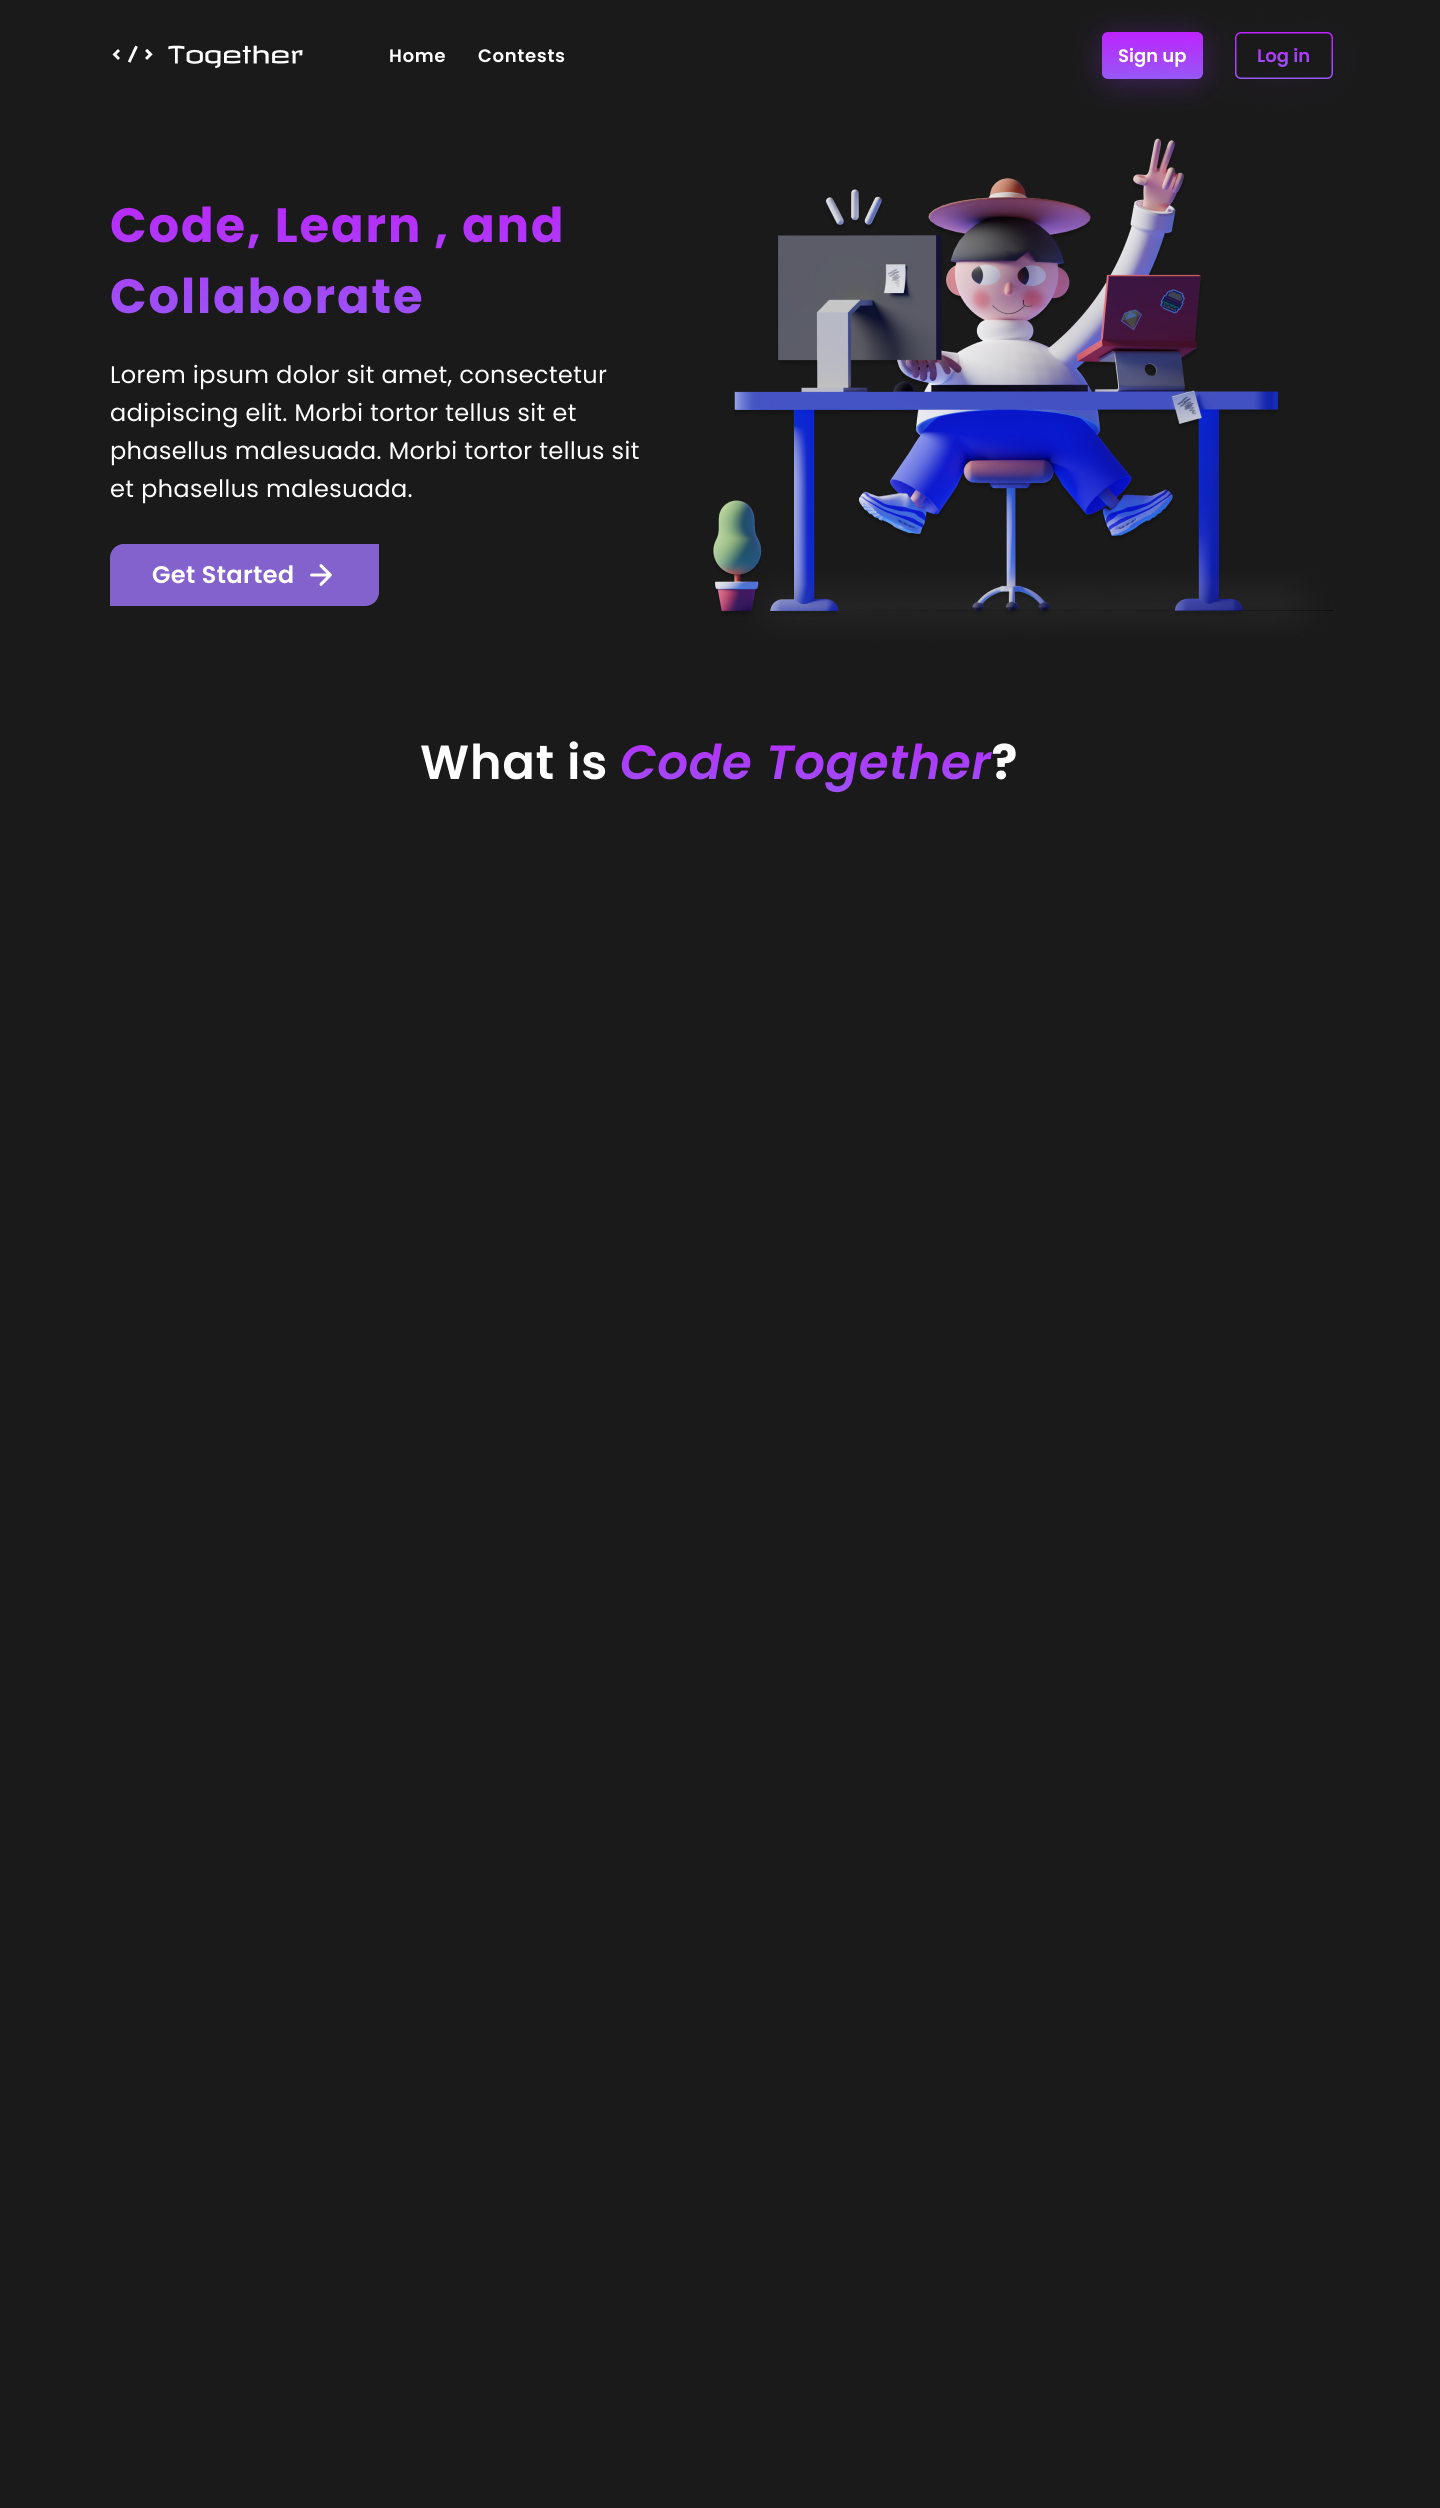 </> Together
Home
Contests
Sign up
Log in
Code, Learn , and
Collaborate
Lorem ipsum dolor sit amet, consectetur
adipiscing elit. Morbi tortor tellus sit et
phasellus malesuada. Morbi tortor tellus sit
et phasellus malesuada.
Get Started
What is Code Together?